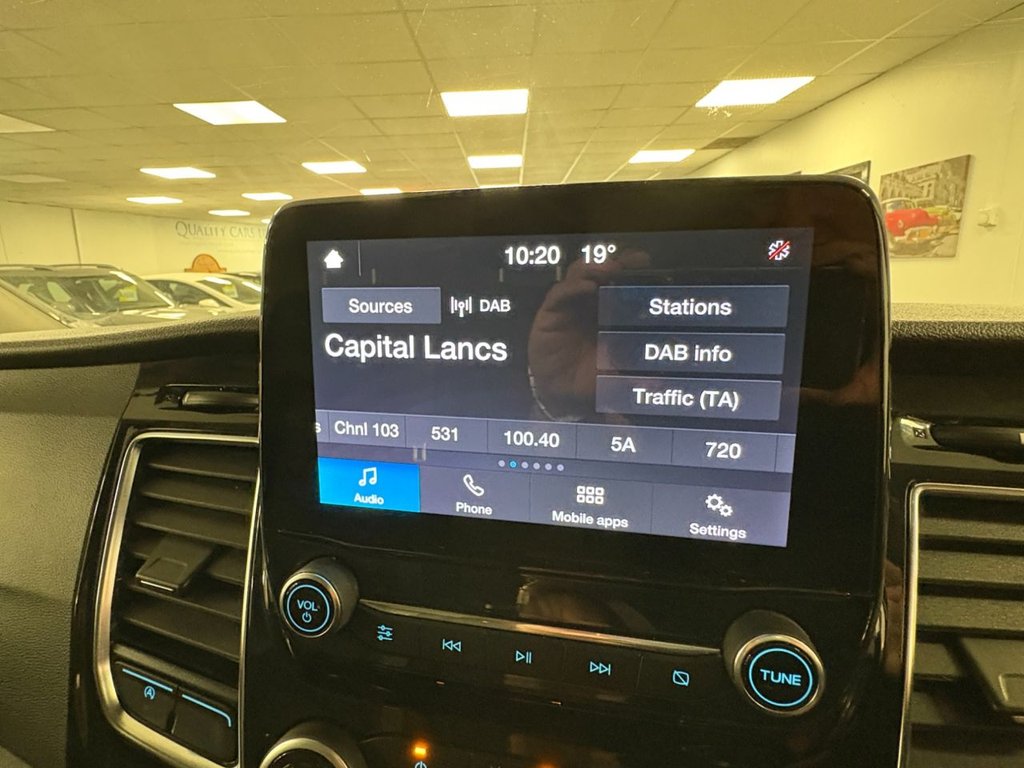 QUALITY CARS
10:20 19°
Sources DAB
Stations
Capital Lancs
DAB info
Traffic (TA)
s Chnl 103 531 100.40 5A 720
Audio Phone Mobile apps Settings
VOL
TUNE
A